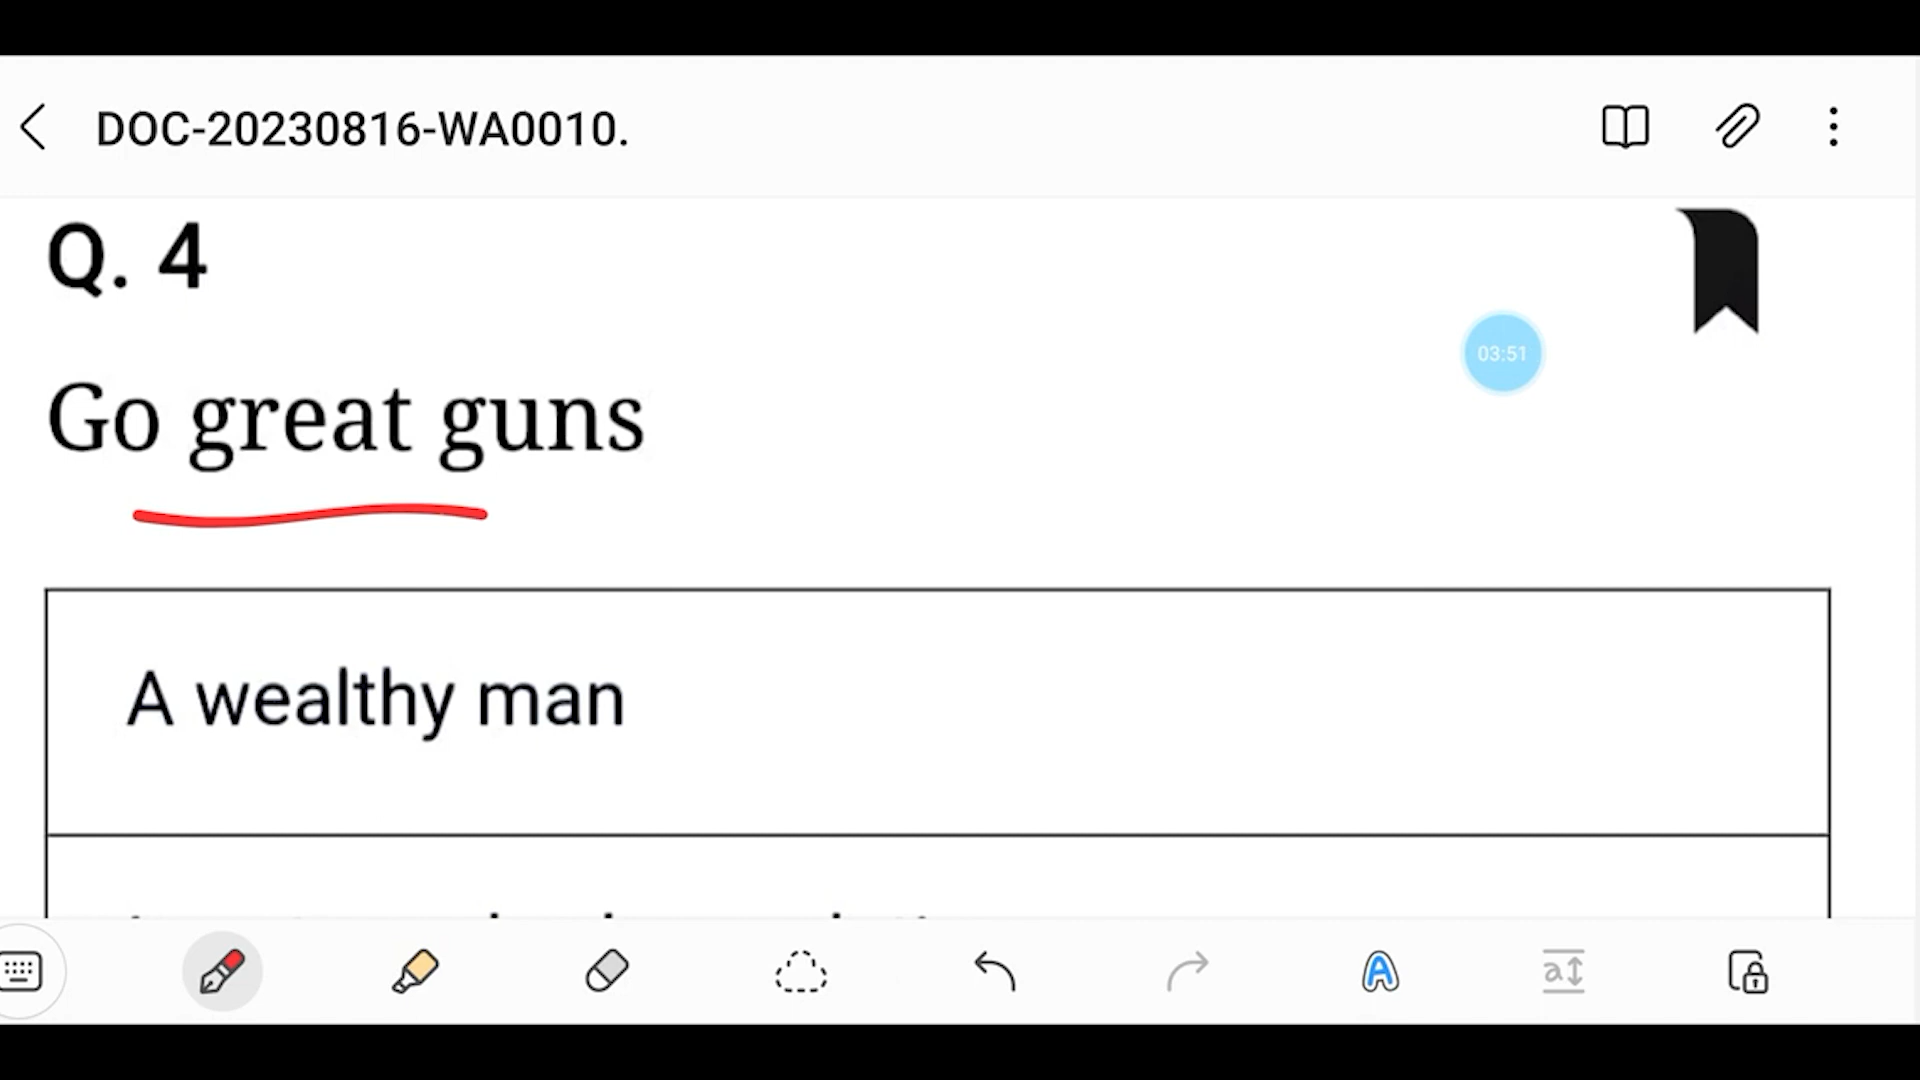 DOC-20230816-WA0010.
Q. 4
03:51
Go great guns
A wealthy man